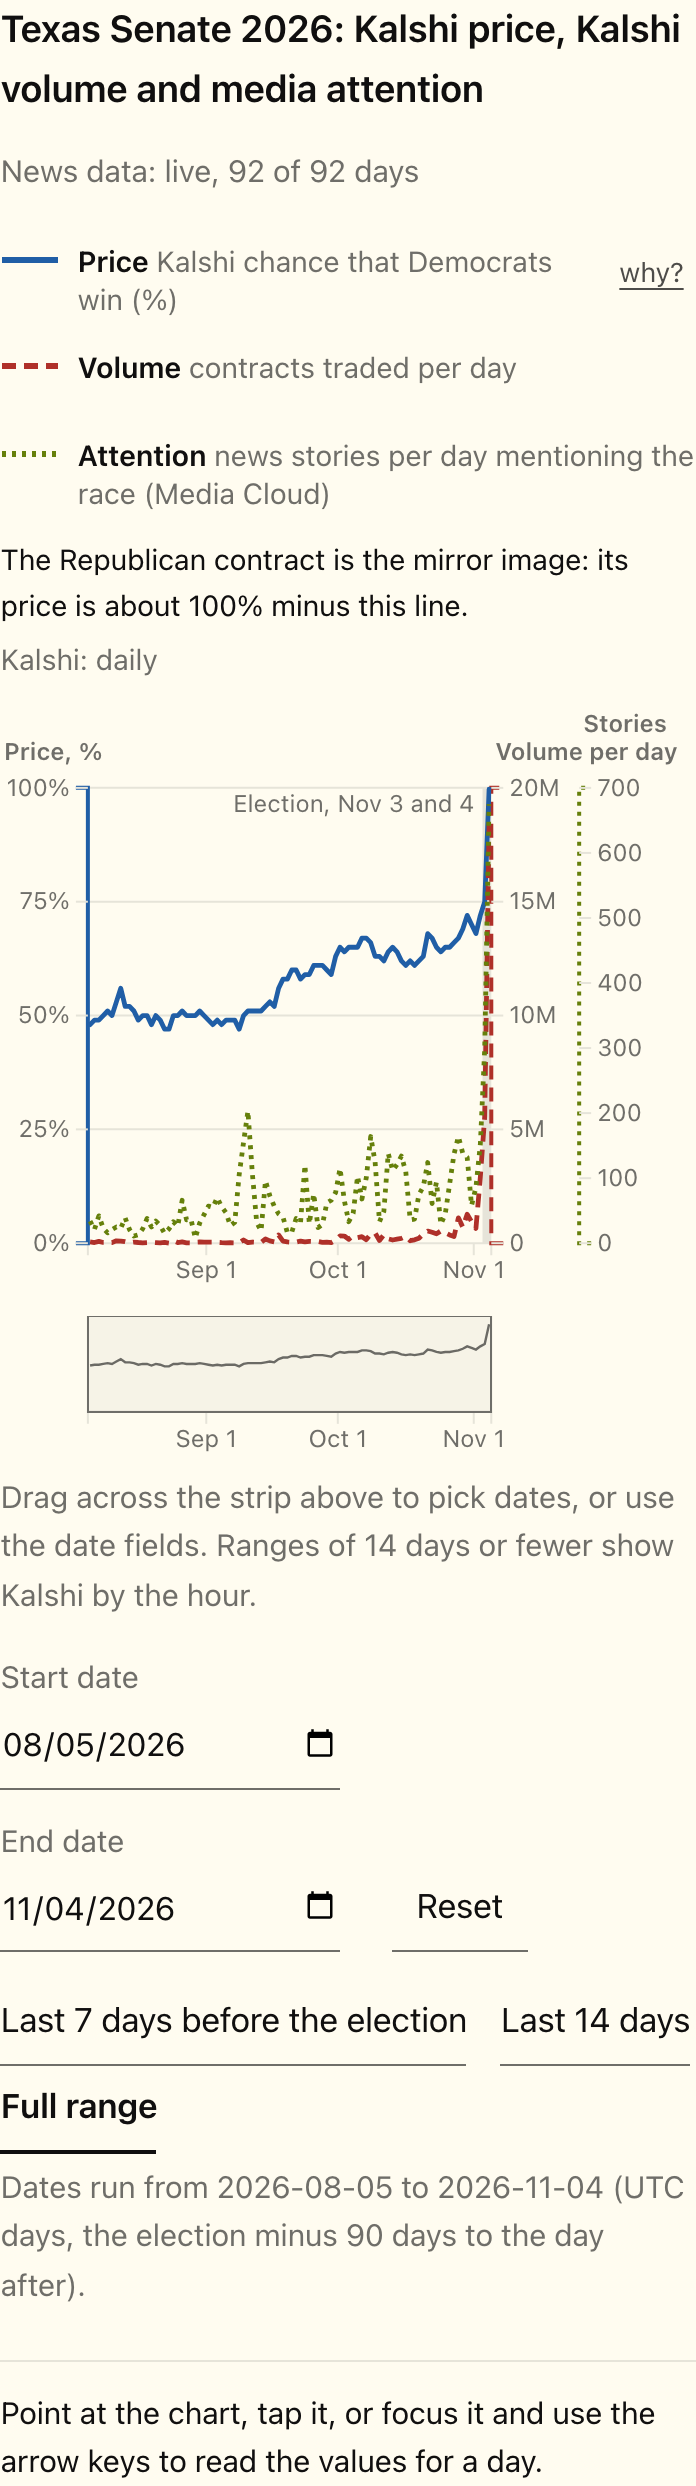 Texas Senate 2026: Kalshi price, Kalshi
volume and media attention
News data: live, 92 of 92 days
Price Kalshi chance that Democrats
win (%)
why?
Volume contracts traded per day
Attention news stories per day mentioning the
race (Media Cloud)
The Republican contract is the mirror image: its
price is about 100% minus this line.
Kalshi: daily
Price, %
Volume
Stories
per day
Election, Nov 3 and 4
100%
75%
50%
25%
0%
20M
15M
10M
5M
0
700
600
500
400
300
200
100
0
Sep 1
Oct 1
Nov 1
Sep 1
Oct 1
Nov 1
Drag across the strip above to pick dates, or use
the date fields. Ranges of 14 days or fewer show
Kalshi by the hour.
Start date
08/05/2026
End date
11/04/2026
Reset
Last 7 days before the election
Last 14 days
Full range
Dates run from 2026-08-05 to 2026-11-04 (UTC
days, the election minus 90 days to the day
after).
Point at the chart, tap it, or focus it and use the
arrow keys to read the values for a day.